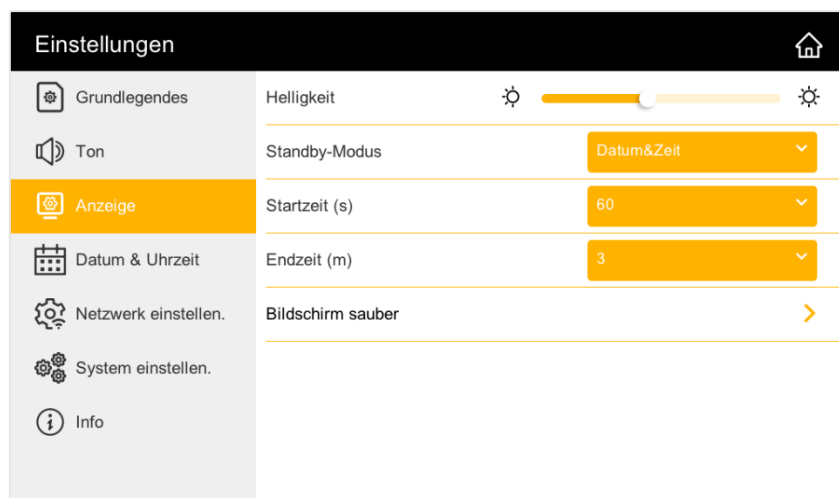 Einstellungen
Grundlegendes
Ton
Anzeige
Datum & Uhrzeit
Netzwerk einstellen.
System einstellen.
Info
Helligkeit
Standby-Modus
Datum&Zeit
Startzeit (s)
60
Endzeit (m)
3
Bildschirm sauber